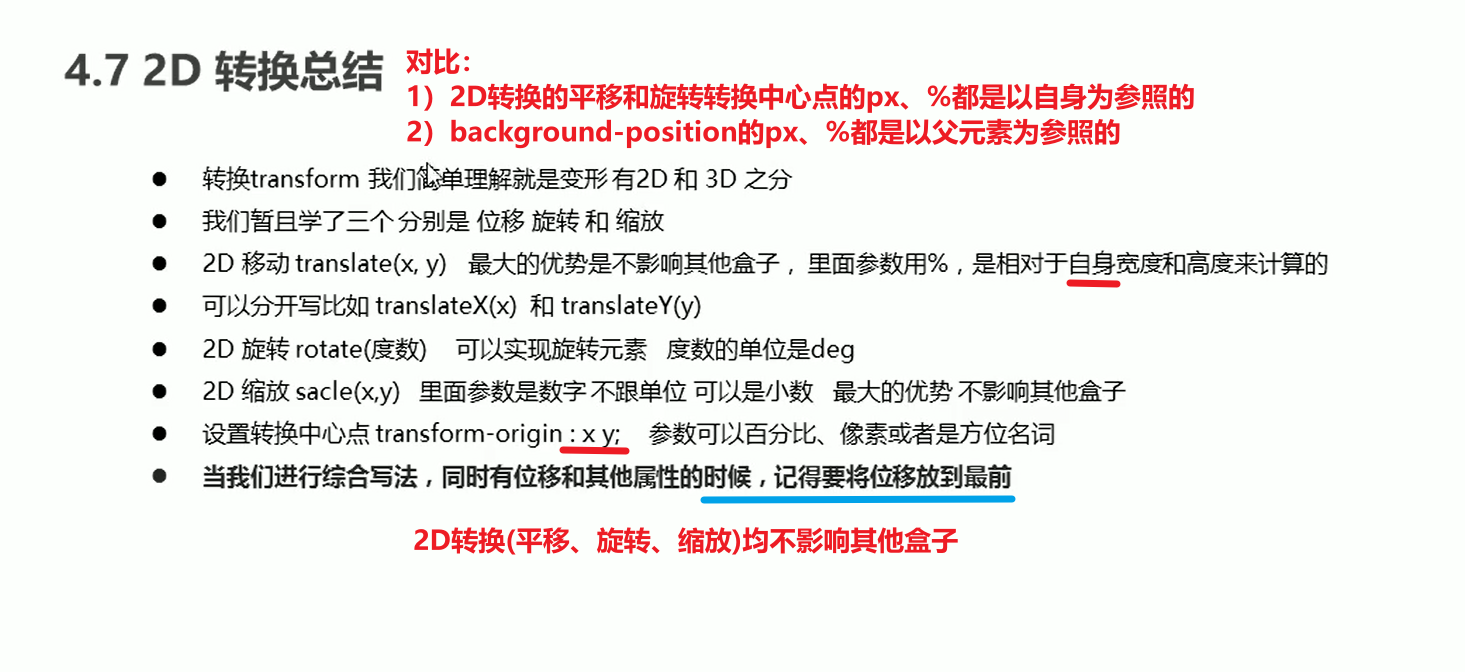 4.7 2D 转换总结
对比：
1）2D转换的平移和旋转转换中心点的px、%都是以自身为参照的
2）background-position的px、%都是以父元素为参照的
● 转换transform 我们简单理解就是变形 有2D 和 3D 之分
● 我们暂且学了三个 分别是 位移 旋转 和 缩放
● 2D 移动 translate(x, y) 最大的优势是不影响其他盒子， 里面参数用%，是相对于自身宽度和高度来计算的
● 可以分开写比如 translateX(x) 和 translateY(y)
● 2D 旋转 rotate(度数) 可以实现旋转元素 度数的单位是deg
● 2D 缩放 sacle(x,y) 里面参数是数字 不跟单位 可以是小数 最大的优势 不影响其他盒子
● 设置转换中心点 transform-origin : x y; 参数可以百分比、像素或者是方位名词
● 当我们进行综合写法，同时有位移和其他属性的时候，记得要将位移放到最前
2D转换(平移、旋转、缩放)均不影响其他盒子